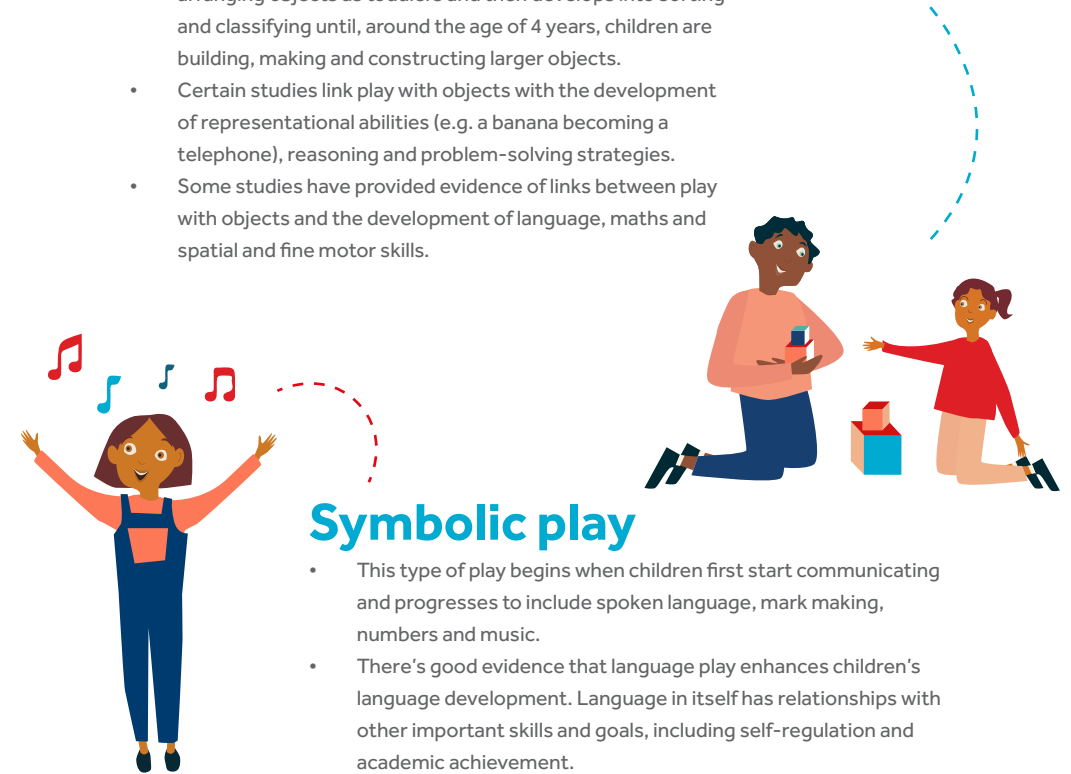 and classifying until, around the age of 4 years, children are
building, making and constructing larger objects.
• Certain studies link play with objects with the development
of representational abilities (e.g. a banana becoming a
telephone), reasoning and problem-solving strategies.
• Some studies have provided evidence of links between play
with objects and the development of language, maths and
spatial and fine motor skills.
Symbolic play
• This type of play begins when children first start communicating
and progresses to include spoken language, mark making,
numbers and music.
• There's good evidence that language play enhances children's
language development. Language in itself has relationships with
other important skills and goals, including self-regulation and
academic achievement.